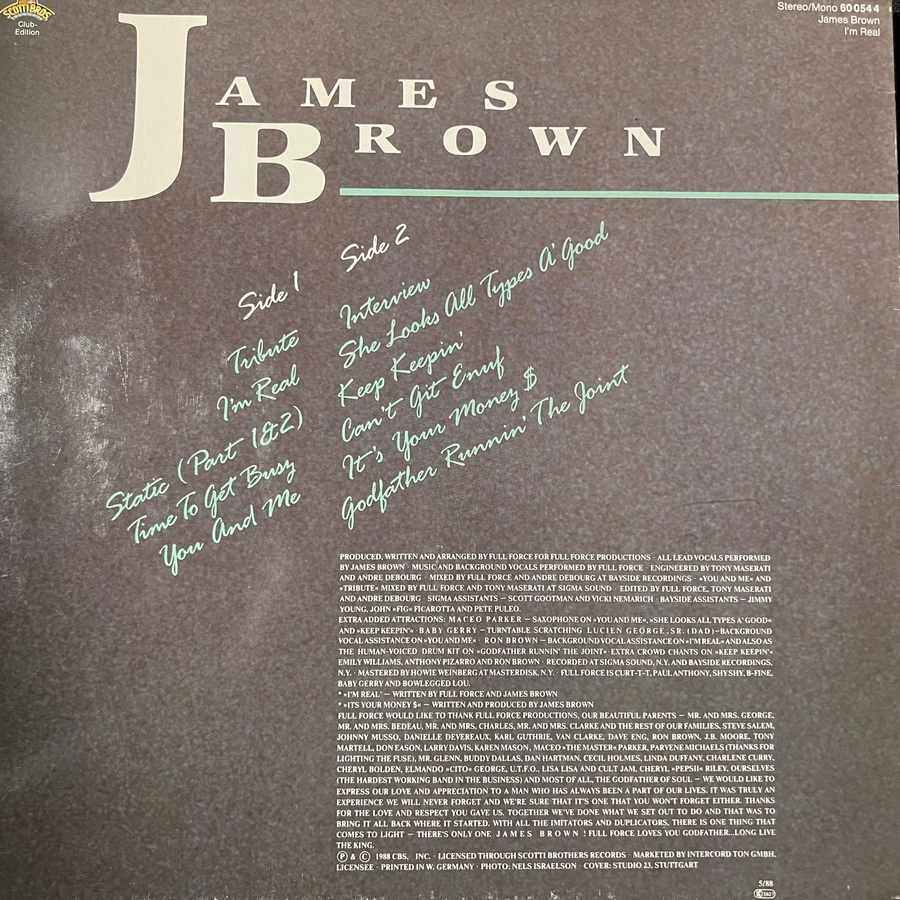 SCOTTI BROS.
Club-
Edition
Stereo/Mono 60 054 4
James Brown
I'm Real
JAMES
BROWN
Side 1
Tribute
I'm Real
Static (Part 1&2)
Time To Get Busy
You And Me
Side 2
Interview
She Looks All Types A' Good
Keep Keepin'
Can't Git Enuf
It's Your Money $
Godfather Runnin' The Joint
PRODUCED, WRITTEN AND ARRANGED BY FULL FORCE FOR FULL FORCE PRODUCTIONS · ALL LEAD VOCALS PERFORMED
BY JAMES BROWN · MUSIC AND BACKGROUND VOCALS PERFORMED BY FULL FORCE · ENGINEERED BY TONY MASERATI
AND ANDRE DEBOURG · MIXED BY FULL FORCE AND ANDRE DEBOURG AT BAYSIDE RECORDINGS · »YOU AND ME« AND
»TRIBUTE« MIXED BY FULL FORCE AND TONY MASERATI AT SIGMA SOUND · EDITED BY FULL FORCE, TONY MASERATI
AND ANDRE DEBOURG · SIGMA ASSISTANTS – SCOTT GOOTMAN AND VICKI NEMARICH · BAYSIDE ASSISTANTS – JIMMY
YOUNG, JOHN »FIG« FICAROTTA AND PETE PULEO.
EXTRA ADDED ATTRACTIONS: MACEO PARKER – SAXOPHONE ON »YOU AND ME«, »SHE LOOKS ALL TYPES A' GOOD«
AND »KEEP KEEPIN'« · BABY GERRY – TURNTABLE SCRATCHING LUCIEN GEORGE, SR. (DAD) – BACKGROUND
VOCAL ASSISTANCE ON »YOU AND ME« · RON BROWN – BACKGROUND VOCAL ASSISTANCE ON »I'M REAL« AND ALSO AS
THE HUMAN-VOICED DRUM KIT ON »GODFATHER RUNNIN' THE JOINT« · EXTRA CROWD CHANTS ON »KEEP KEEPIN'«
EMILY WILLIAMS, ANTHONY PIZARRO AND RON BROWN · RECORDED AT SIGMA SOUND, N.Y. AND BAYSIDE RECORDINGS,
N.Y. · MASTERED BY HOWIE WEINBERG AT MASTERDISK, N.Y. · FULL FORCE IS CURT-T-T, PAUL ANTHONY, SHY SHY, B-FINE,
BABY GERRY AND BOWLEGGED LOU.
* »I'M REAL' – WRITTEN BY FULL FORCE AND JAMES BROWN
* »ITS YOUR MONEY $« – WRITTEN AND PRODUCED BY JAMES BROWN
FULL FORCE WOULD LIKE TO THANK FULL FORCE PRODUCTIONS, OUR BEAUTIFUL PARENTS – MR. AND MRS. GEORGE,
MR. AND MRS. BEDEAU, MR. AND MRS. CHARLES, MR. AND MRS. CLARKE AND THE REST OF OUR FAMILIES, STEVE SALEM,
JOHNNY MUSSO, DANIELLE DEVEREAUX, KARL GUTHRIE, VAN CLARKE, DAVE ENG, RON BROWN, J.B. MOORE, TONY
MARTELL, DON EASON, LARRY DAVIS, KAREN MASON, MACEO »THE MASTER« PARKER, PARVENE MICHAELS (THANKS FOR
LIGHTING THE FUSE), MR. GLENN, BUDDY DALLAS, DAN HARTMAN, CECIL HOLMES, LINDA DUFFANY, CHARLENE CURRY,
CHERYL BOLDEN, ELMANDO »CITO« GEORGE, U.T.F.O., LISA LISA AND CULT JAM, CHERYL »PEPSII« RILEY, OURSELVES
(THE HARDEST WORKING BAND IN THE BUSINESS) AND MOST OF ALL, THE GODFATHER OF SOUL – WE WOULD LIKE TO
EXPRESS OUR LOVE AND APPRECIATION TO A MAN WHO HAS ALWAYS BEEN A PART OF OUR LIVES. IT WAS TRULY AN
EXPERIENCE WE WILL NEVER FORGET AND WE'RE SURE THAT IT'S ONE THAT YOU WON'T FORGET EITHER. THANKS
FOR THE LOVE AND RESPECT YOU GAVE US. TOGETHER WE'VE DONE WHAT WE SET OUT TO DO AND THAT WAS TO
BRING IT ALL BACK WHERE IT STARTED. WITH ALL THE IMITATORS AND DUPLICATORS, THERE IS ONE THING THAT
COMES TO LIGHT – THERE'S ONLY ONE JAMES BROWN! FULL FORCE LOVES YOU GODFATHER...LONG LIVE
THE KING.
Ⓟ & © 1988 CBS, INC. · LICENSED THROUGH SCOTTI BROTHERS RECORDS · MARKETED BY INTERCORD TON GMBH,
LICENSEE · PRINTED IN W. GERMANY · PHOTO: NELS ISRAELSON · COVER: STUDIO 23, STUTTGART
5/88